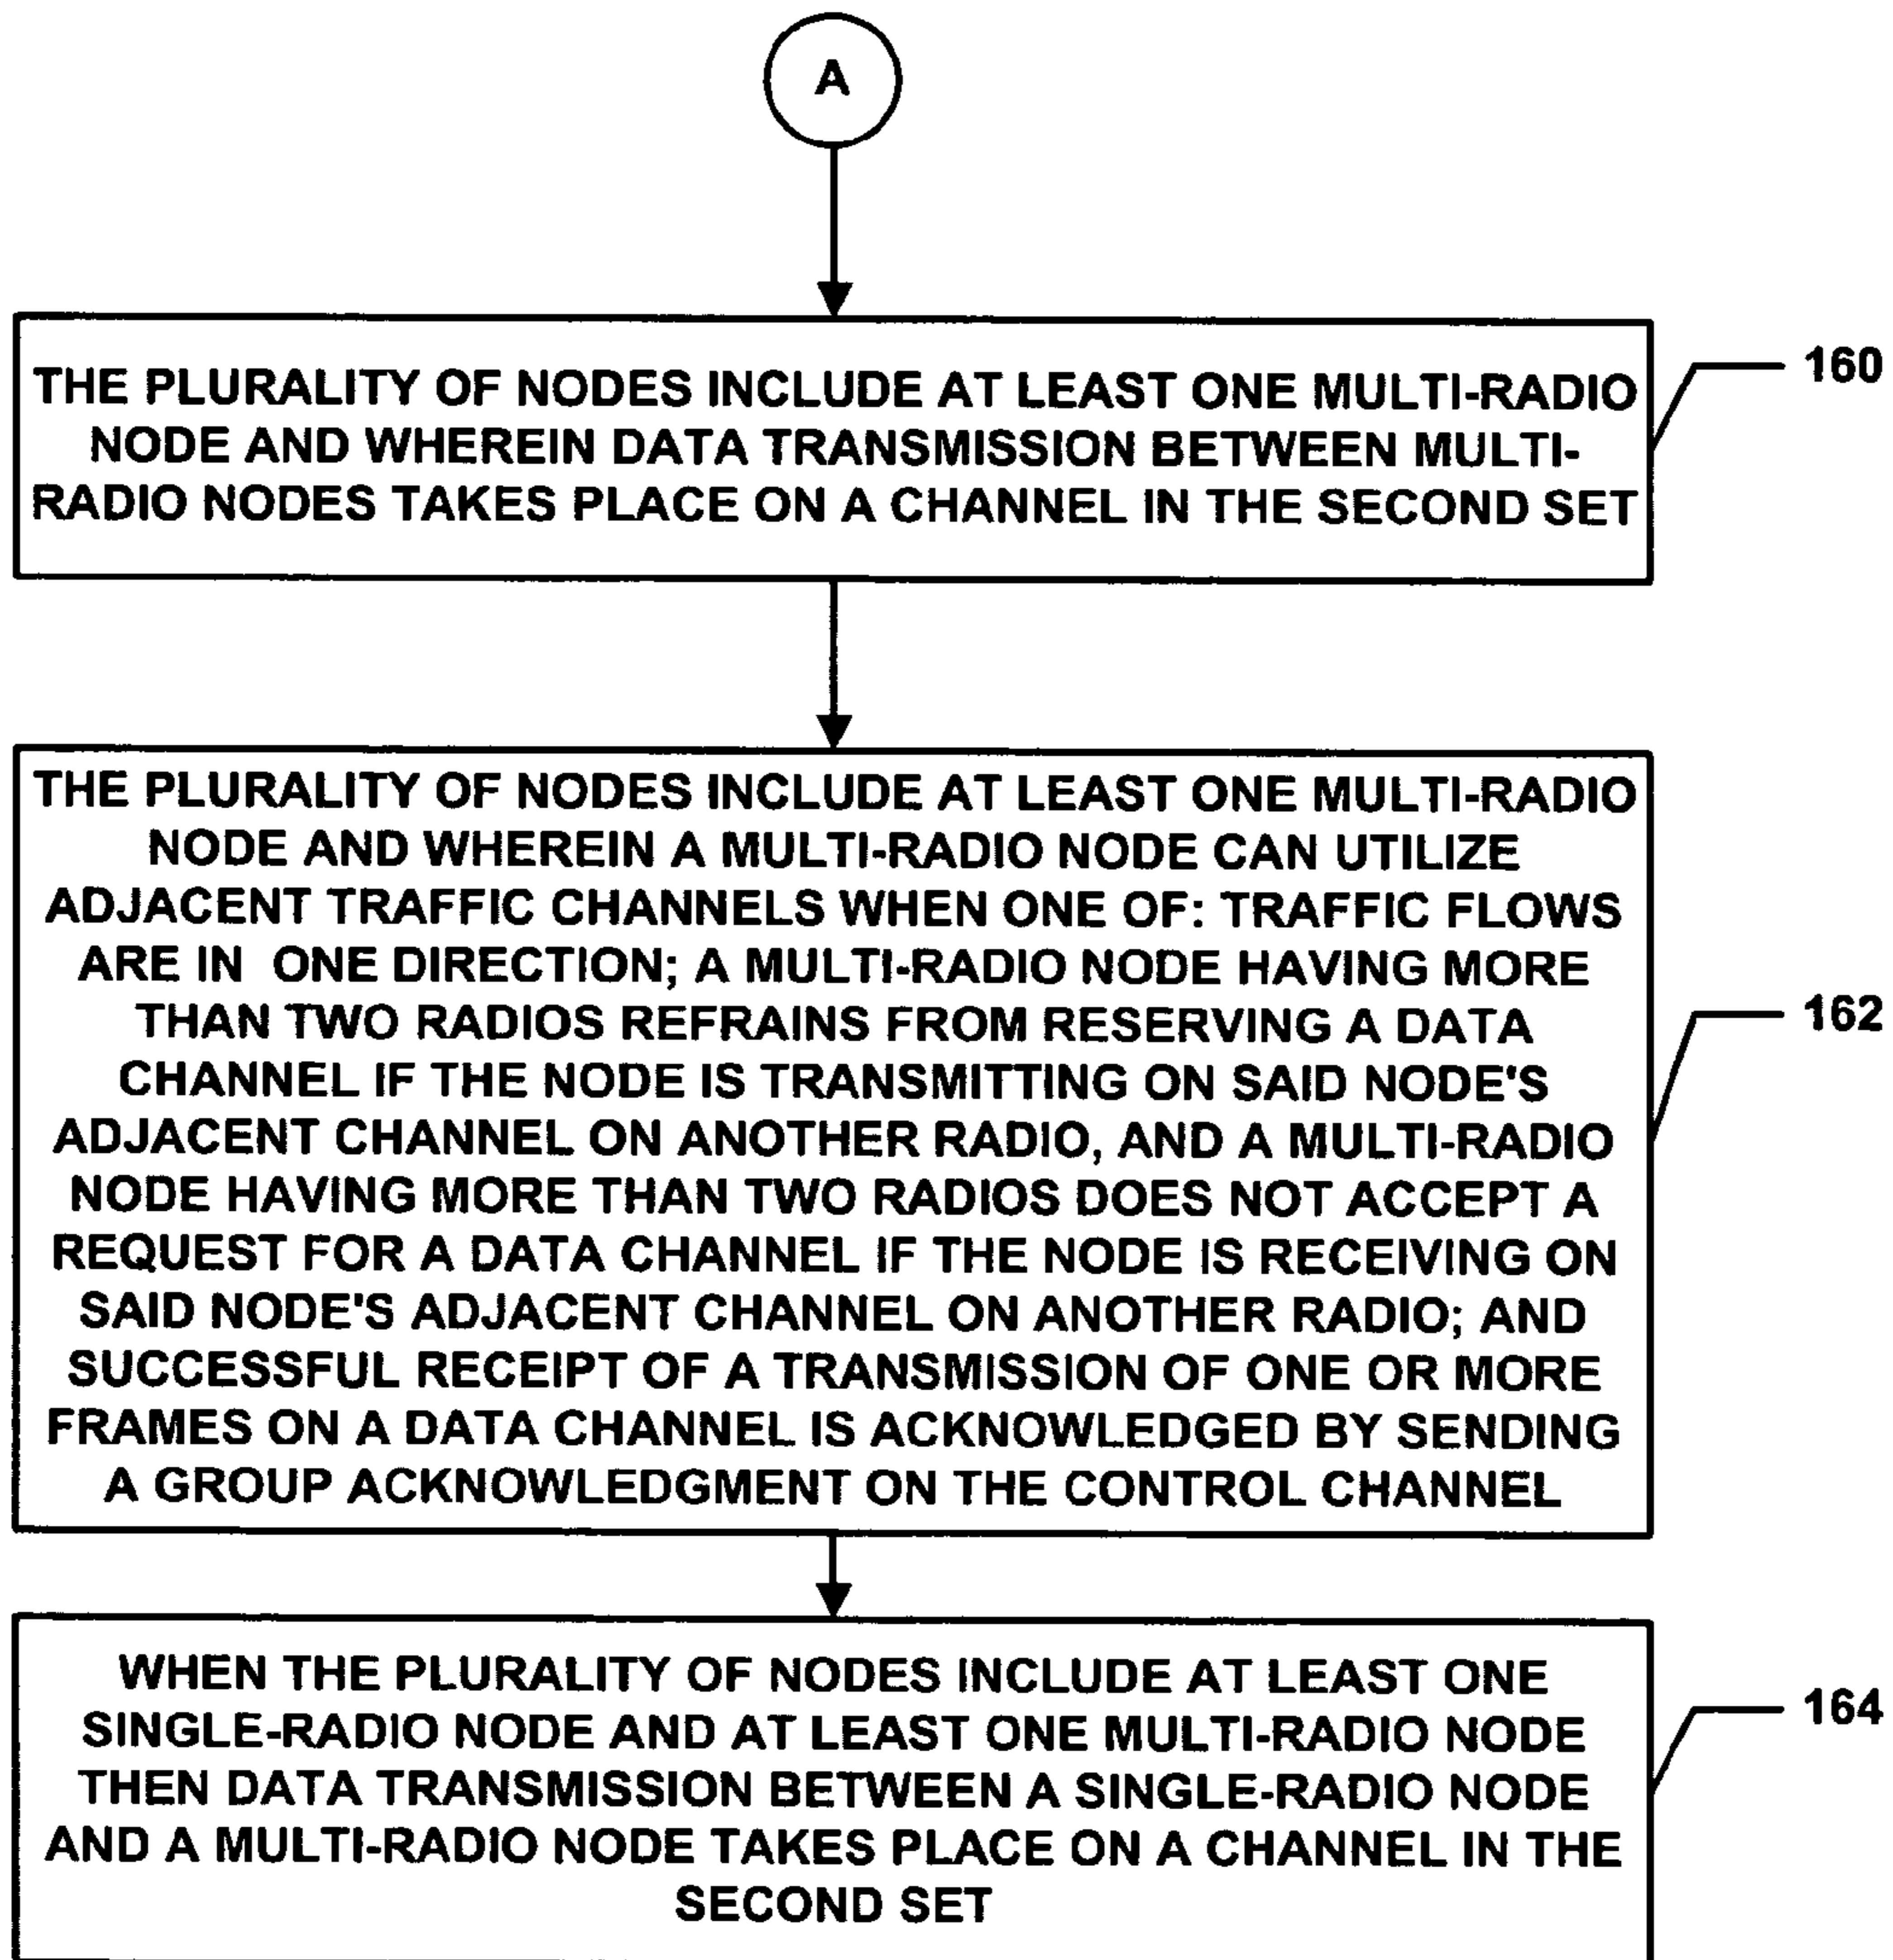 A
THE PLURALITY OF NODES INCLUDE AT LEAST ONE MULTI-RADIO
NODE AND WHEREIN DATA TRANSMISSION BETWEEN MULTI-
RADIO NODES TAKES PLACE ON A CHANNEL IN THE SECOND SET
160
THE PLURALITY OF NODES INCLUDE AT LEAST ONE MULTI-RADIO
NODE AND WHEREIN A MULTI-RADIO NODE CAN UTILIZE
ADJACENT TRAFFIC CHANNELS WHEN ONE OF: TRAFFIC FLOWS
ARE IN ONE DIRECTION; A MULTI-RADIO NODE HAVING MORE
THAN TWO RADIOS REFRAINS FROM RESERVING A DATA
CHANNEL IF THE NODE IS TRANSMITTING ON SAID NODE'S
ADJACENT CHANNEL ON ANOTHER RADIO, AND A MULTI-RADIO
NODE HAVING MORE THAN TWO RADIOS DOES NOT ACCEPT A
REQUEST FOR A DATA CHANNEL IF THE NODE IS RECEIVING ON
SAID NODE'S ADJACENT CHANNEL ON ANOTHER RADIO; AND
SUCCESSFUL RECEIPT OF A TRANSMISSION OF ONE OR MORE
FRAMES ON A DATA CHANNEL IS ACKNOWLEDGED BY SENDING
A GROUP ACKNOWLEDGMENT ON THE CONTROL CHANNEL
162
WHEN THE PLURALITY OF NODES INCLUDE AT LEAST ONE
SINGLE-RADIO NODE AND AT LEAST ONE MULTI-RADIO NODE
THEN DATA TRANSMISSION BETWEEN A SINGLE-RADIO NODE
AND A MULTI-RADIO NODE TAKES PLACE ON A CHANNEL IN THE
SECOND SET
164